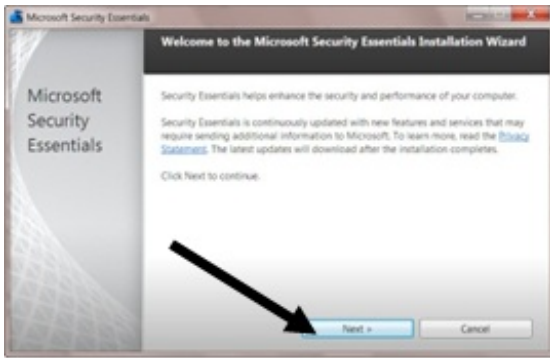 Microsoft Security Essentials
Welcome to the Microsoft Security Essentials Installation Wizard
Microsoft
Security
Essentials
Security Essentials helps enhance the security and performance of your computer.
Security Essentials is continuously updated with new features and services that may
require sending additional information to Microsoft. To learn more, read the Privacy
Statement. The latest updates will download after the installation completes.
Click Next to continue.
Next >
Cancel